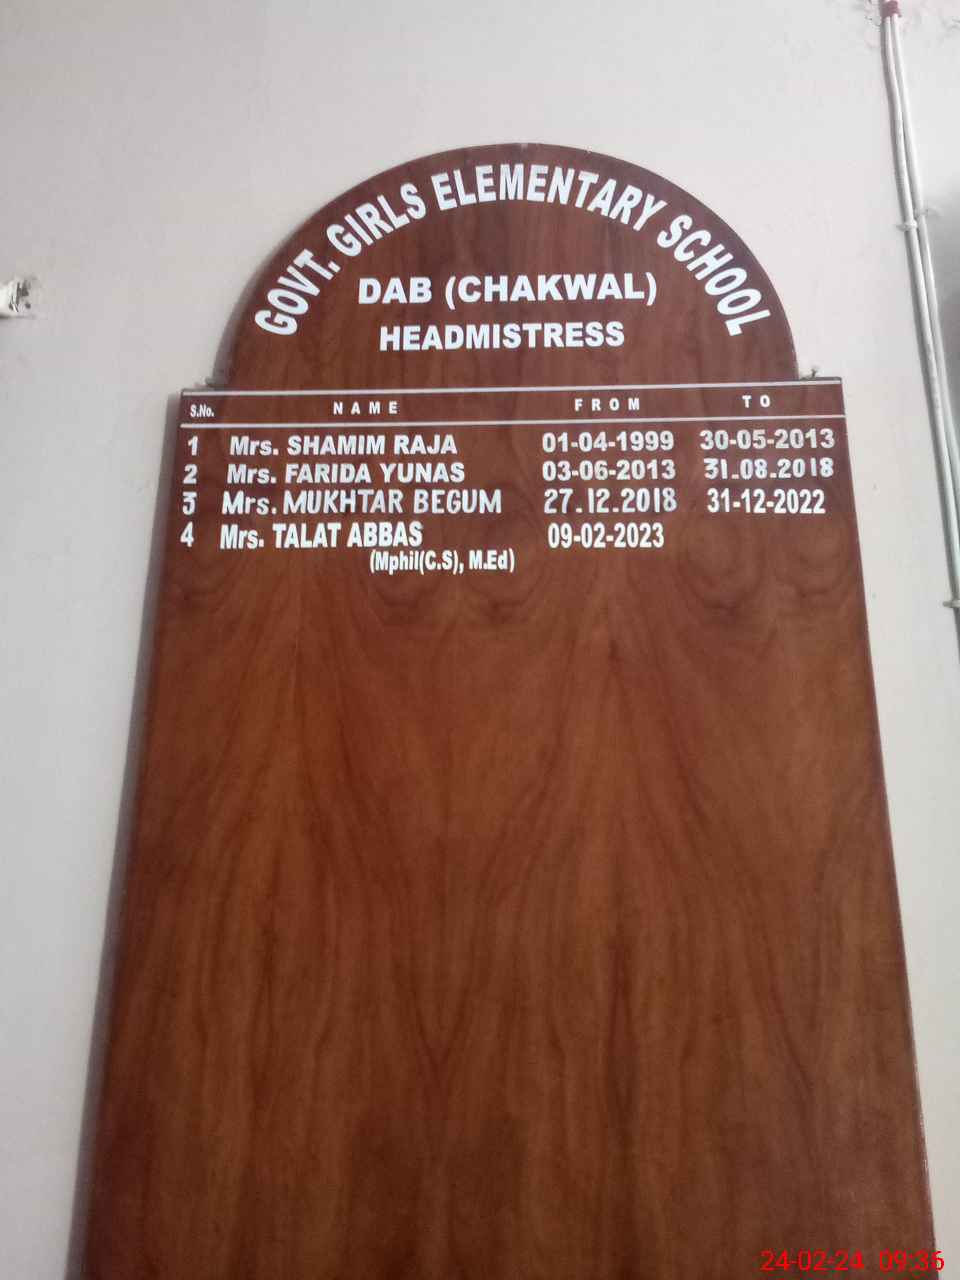 GOVT. GIRLS ELEMENTARY SCHOOL
DAB (CHAKWAL)
HEADMISTRESS
S.No. NAME FROM TO
1 Mrs. SHAMIM RAJA 01-04-1999 30-05-2013
2 Mrs. FARIDA YUNAS 03-06-2013 31.08.2018
3 Mrs. MUKHTAR BEGUM 27.12.2018 31-12-2022
4 Mrs. TALAT ABBAS 09-02-2023
(Mphil(C.S), M.Ed)
24-02-24 09:36